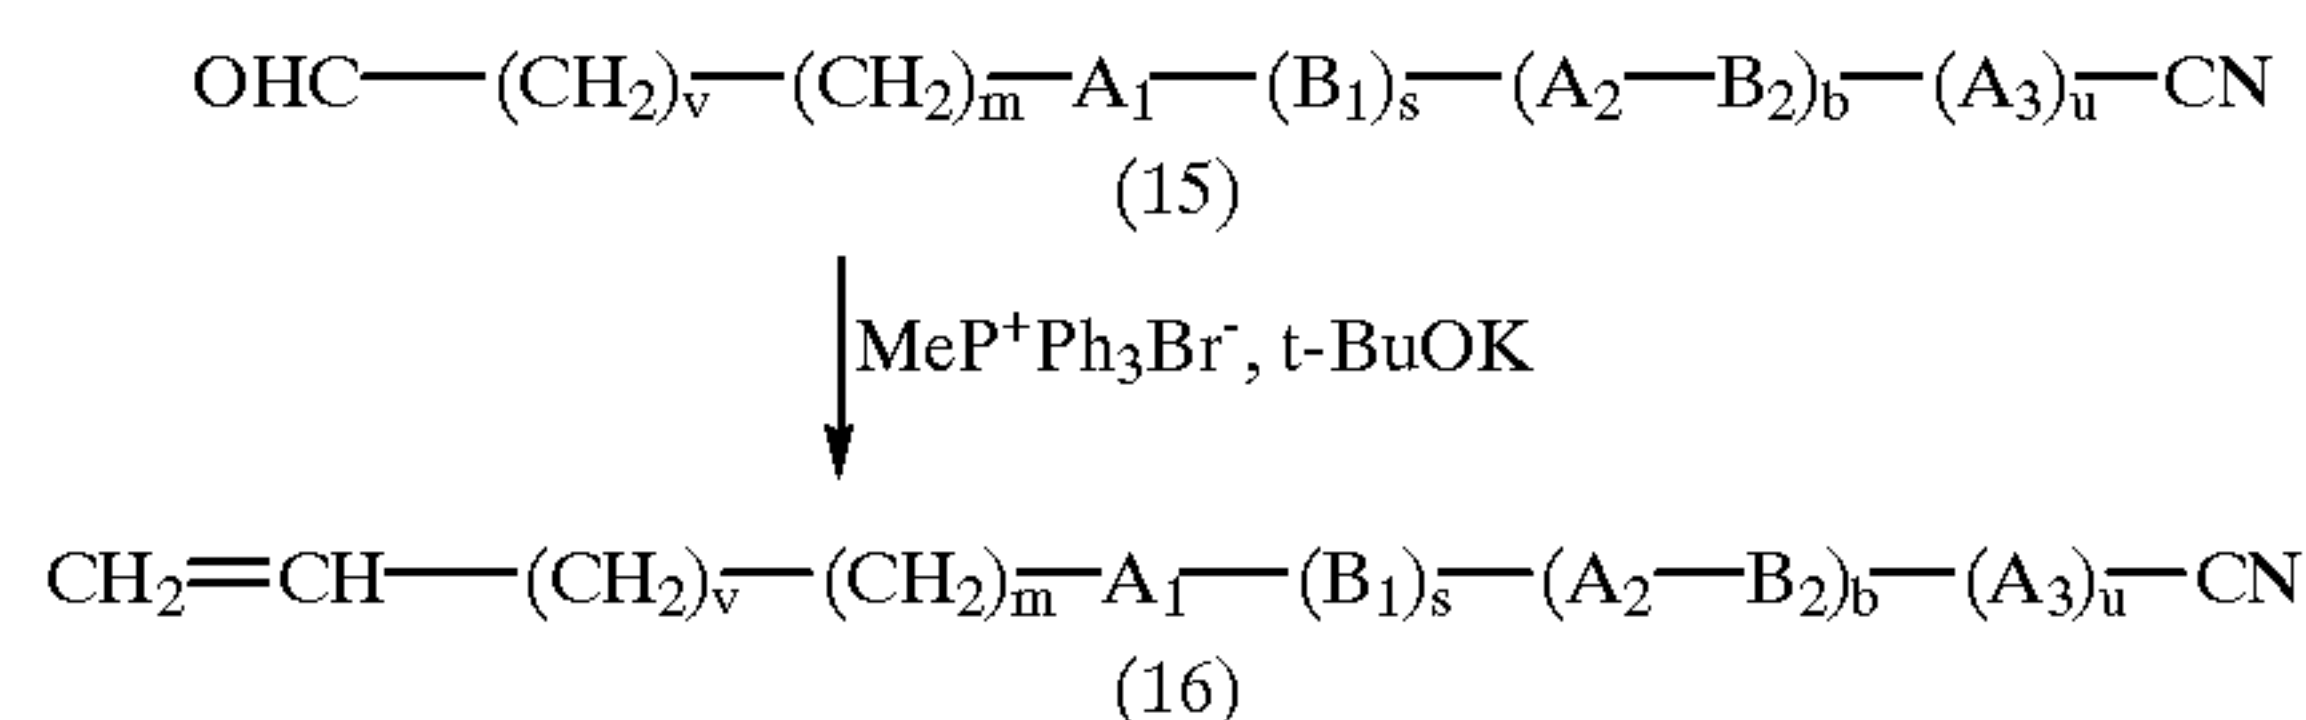 OHC—(CH₂)ᵥ—(CH₂)ₘ—A₁—(B₁)ₛ—(A₂—B₂)b—(A₃)ᵤ—CN
(15)
MeP⁺Ph₃Br⁻, t-BuOK
CH₂=CH—(CH₂)ᵥ—(CH₂)ₘ—A₁—(B₁)ₛ—(A₂—B₂)b—(A₃)ᵤ—CN
(16)